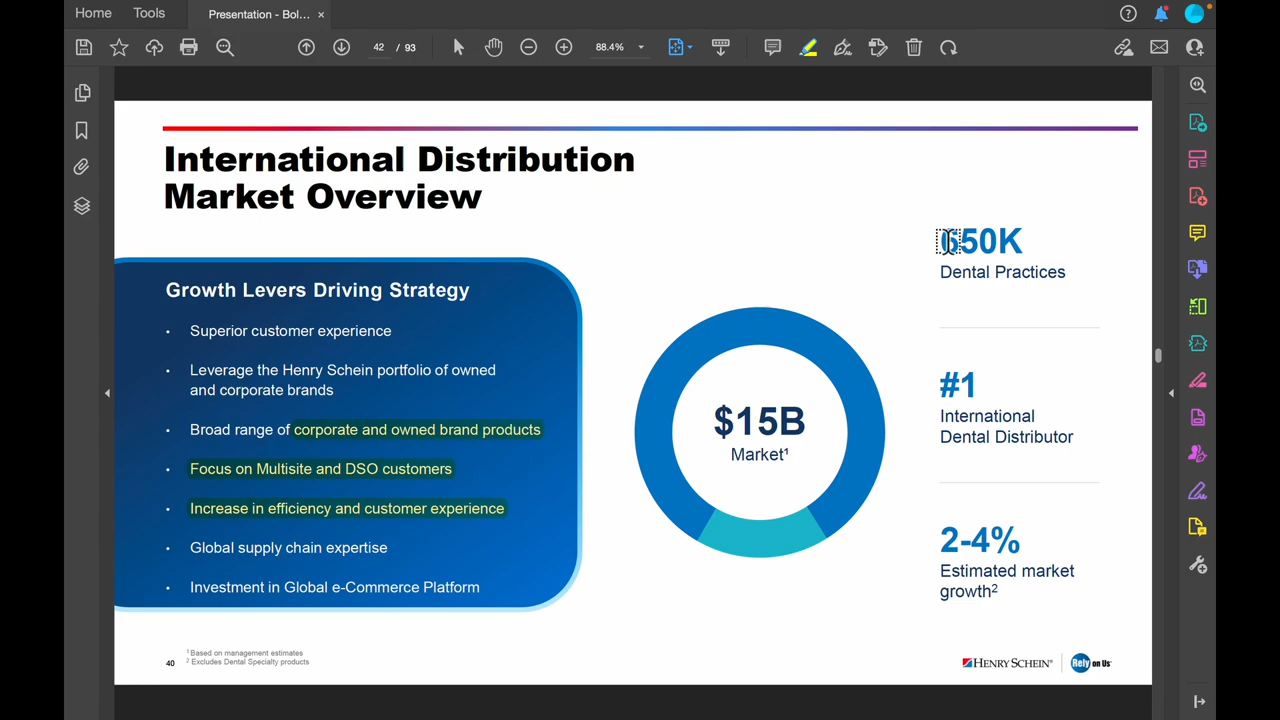 Home
Tools
Presentation - Bol... ×
42 / 93
88.4%
International Distribution
Market Overview
Growth Levers Driving Strategy
• Superior customer experience
• Leverage the Henry Schein portfolio of owned
and corporate brands
• Broad range of corporate and owned brand products
• Focus on Multisite and DSO customers
• Increase in efficiency and customer experience
• Global supply chain expertise
• Investment in Global e-Commerce Platform
$15B
Market¹
650K
Dental Practices
#1
International
Dental Distributor
2-4%
Estimated market
growth²
40
¹ Based on management estimates
² Excludes Dental Specialty products
HENRY SCHEIN®
Rely on Us™